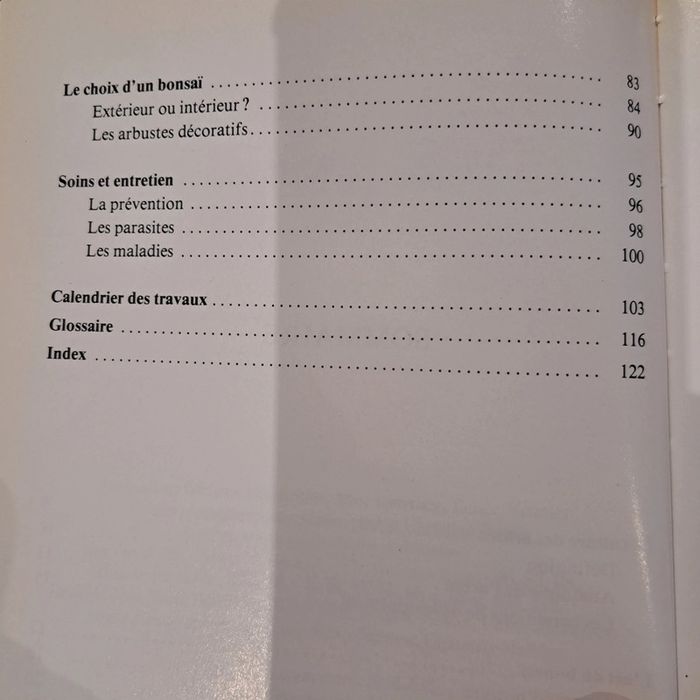 Le choix d'un bonsaï ........................................ 83
Extérieur ou intérieur ? ........................................ 84
Les arbustes décoratifs ........................................ 90
Soins et entretien ........................................ 95
La prévention ........................................ 96
Les parasites ........................................ 98
Les maladies ........................................ 100
Calendrier des travaux ........................................ 103
Glossaire ........................................ 116
Index ........................................ 122